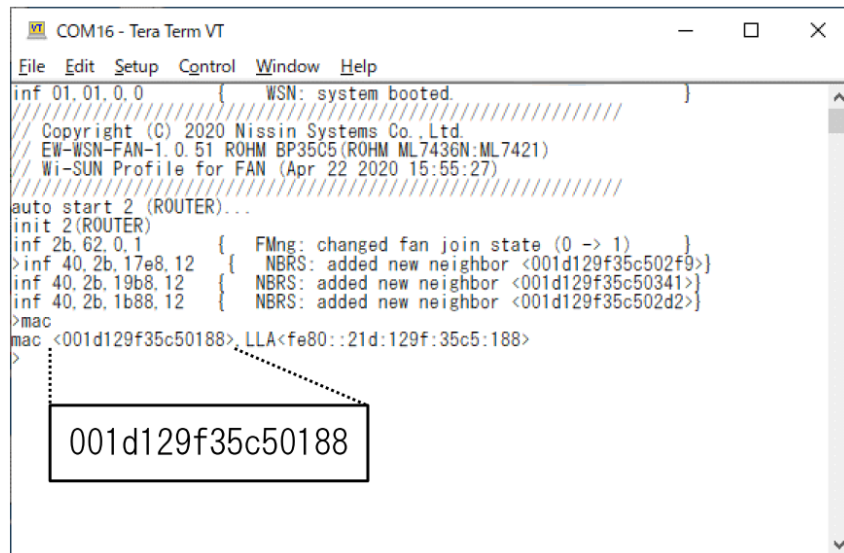 COM16 - Tera Term VT
File Edit Setup Control Window Help
inf 01,01,0,0 { WSN: system booted. }
/////////////////////////////////////////////////////////////
// Copyright (C) 2020 Nissin Systems Co.,Ltd.
// EW-WSN-FAN-1.0.51 ROHM BP35C5(ROHM ML7436N:ML7421)
// Wi-SUN Profile for FAN (Apr 22 2020 15:55:27)
/////////////////////////////////////////////////////////////
auto start 2 (ROUTER)...
init 2(ROUTER)
inf 2b,62,0,1 { FMng: changed fan join state (0 -> 1) }
>inf 40,2b,17e8,12 { NBRS: added new neighbor <001d129f35c502f9>}
inf 40,2b,19b8,12 { NBRS: added new neighbor <001d129f35c50341>}
inf 40,2b,1b88,12 { NBRS: added new neighbor <001d129f35c502d2>}
>mac
mac <001d129f35c50188>,LLA<fe80::21d:129f:35c5:188>
>
001d129f35c50188